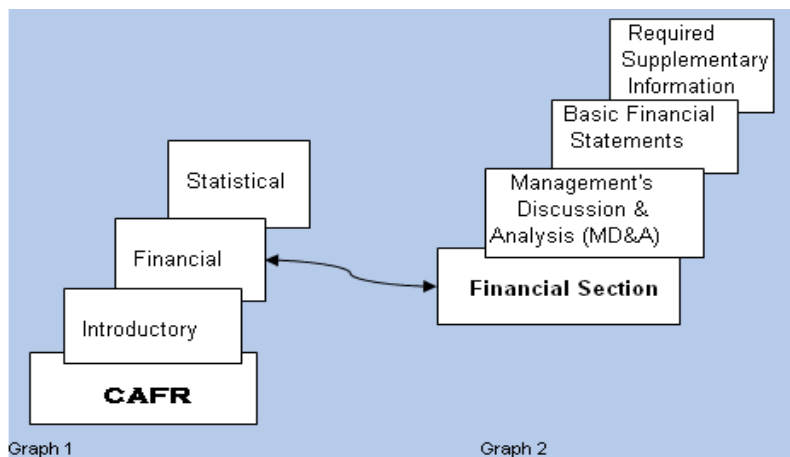 Statistical
Financial
Introductory
CAFR
Graph 1
Required
Supplementary
Information
Basic Financial
Statements
Management's
Discussion &
Analysis (MD&A)
Financial Section
Graph 2